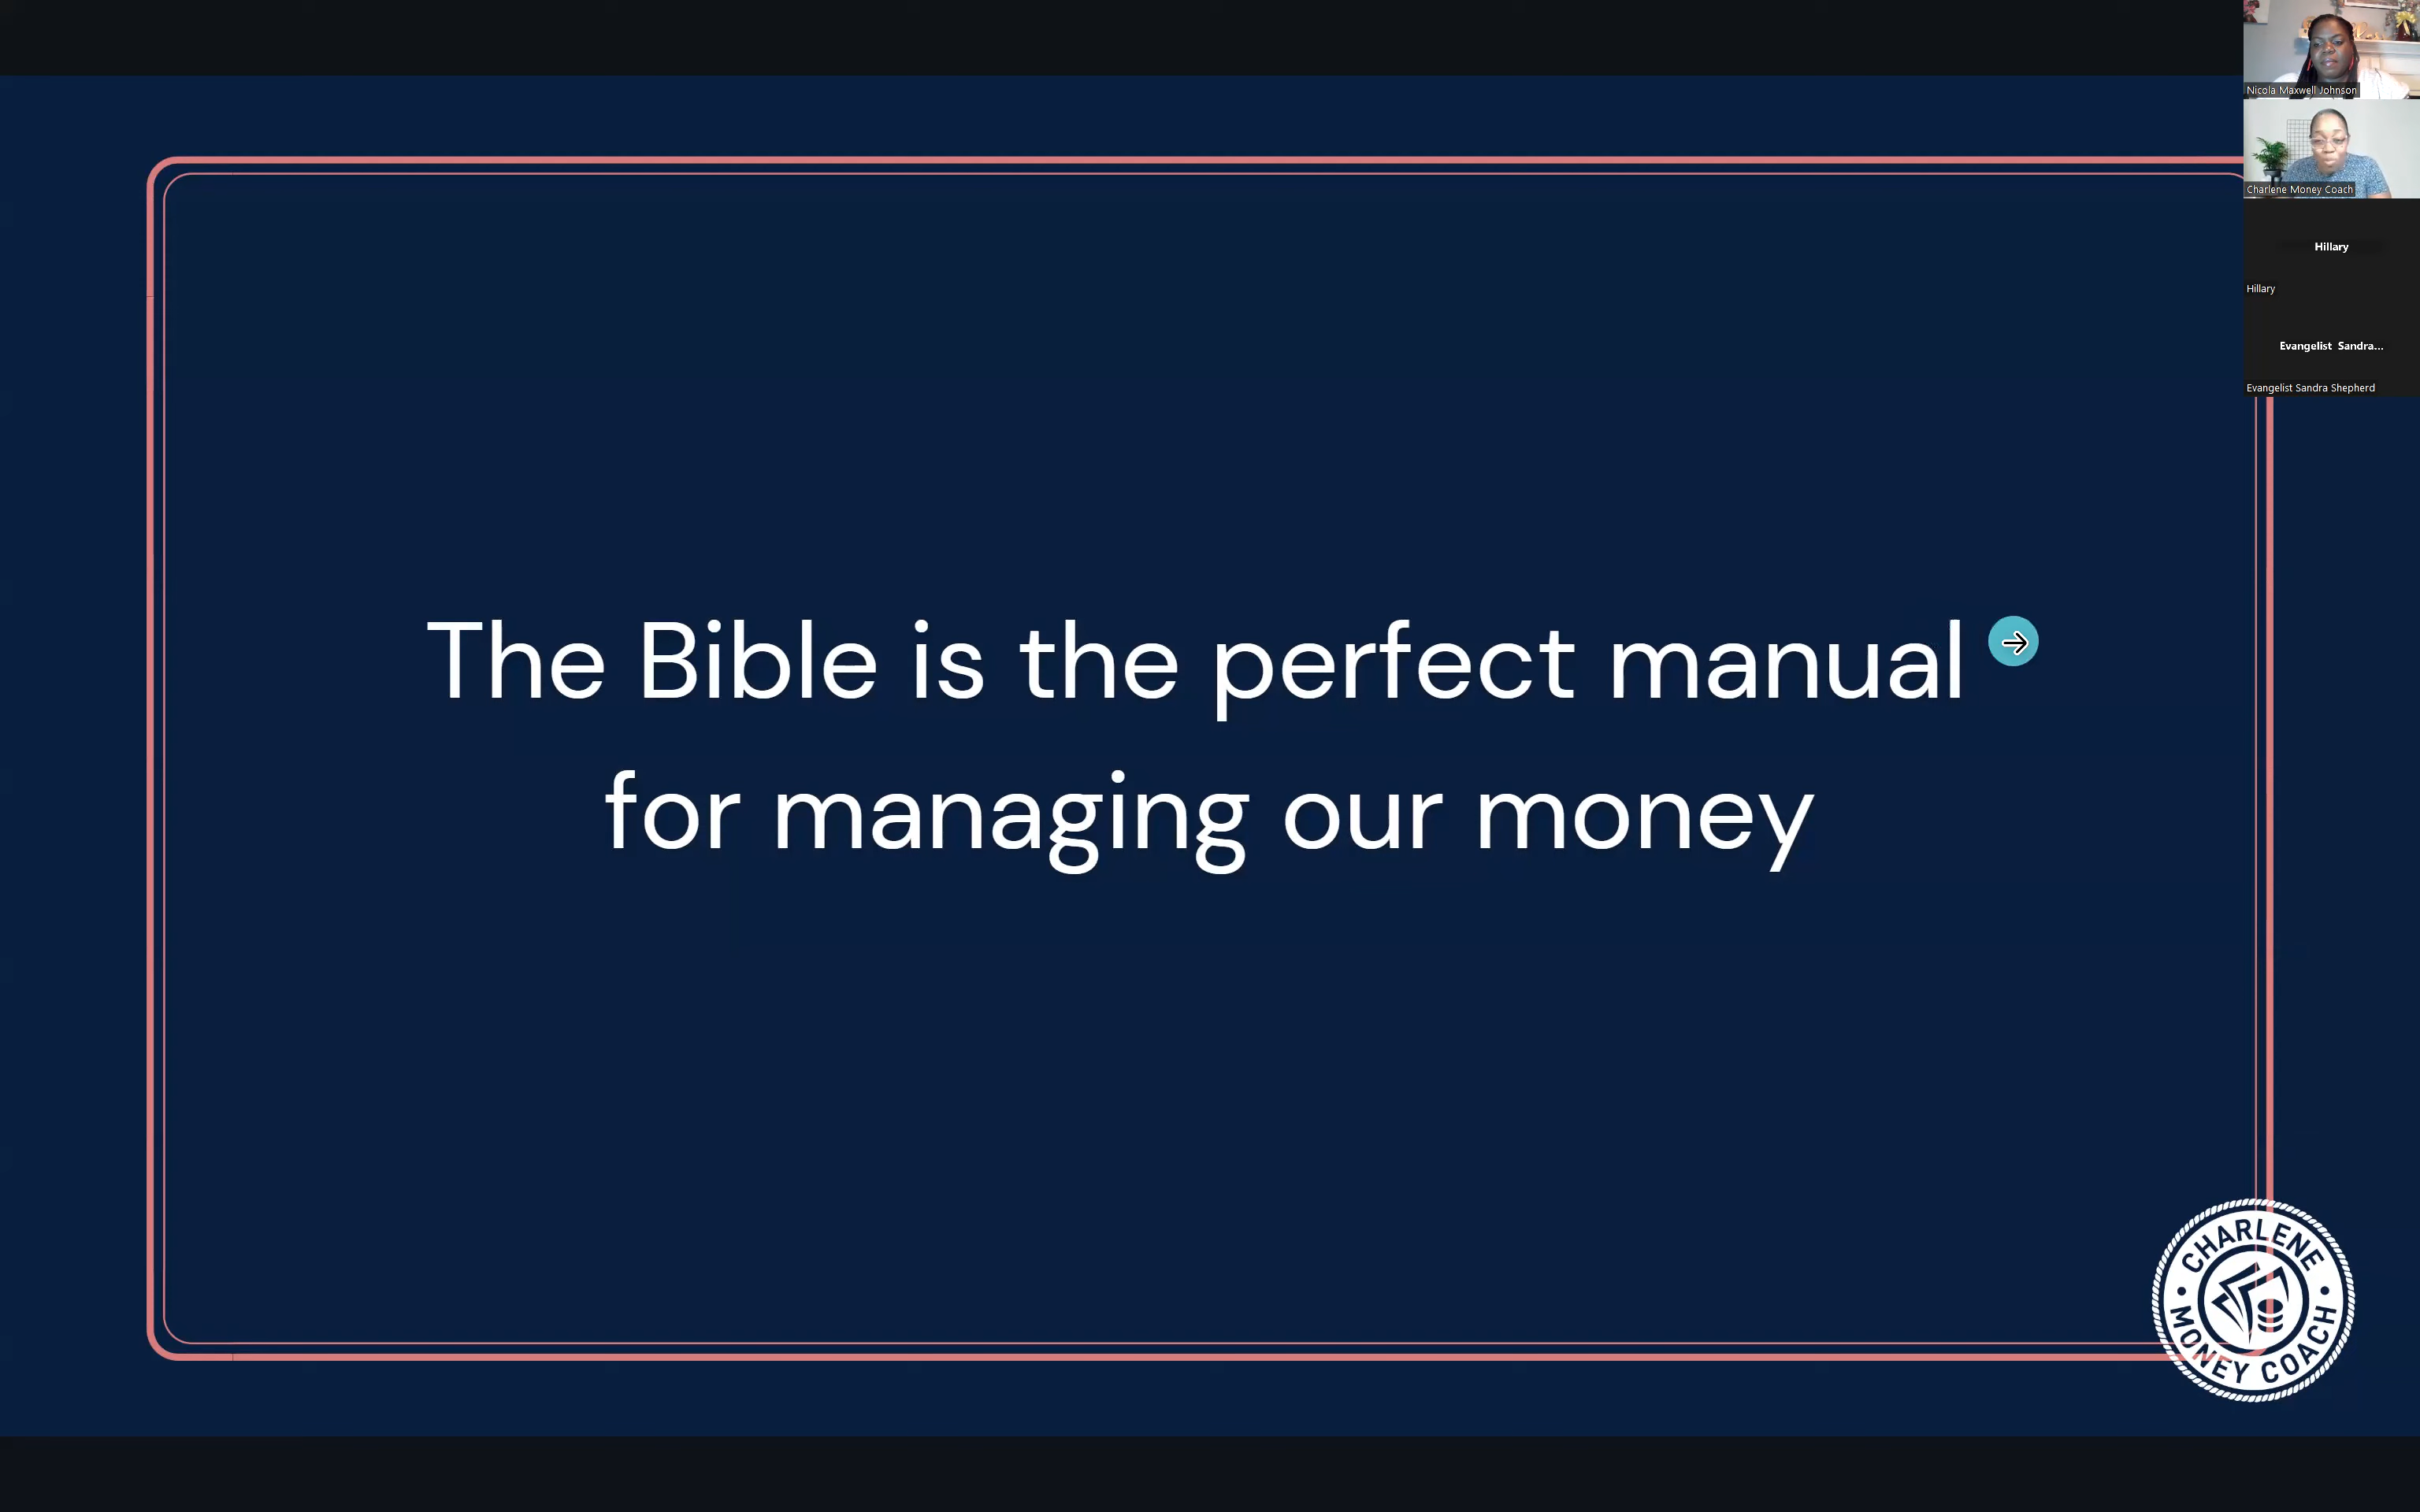 Nicola Maxwell Johnson
Charlene Money Coach
Hillary
Hillary
Evangelist Sandra...
Evangelist Sandra Shepherd
The Bible is the perfect manual
for managing our money
CHARLENE
MONEY COACH